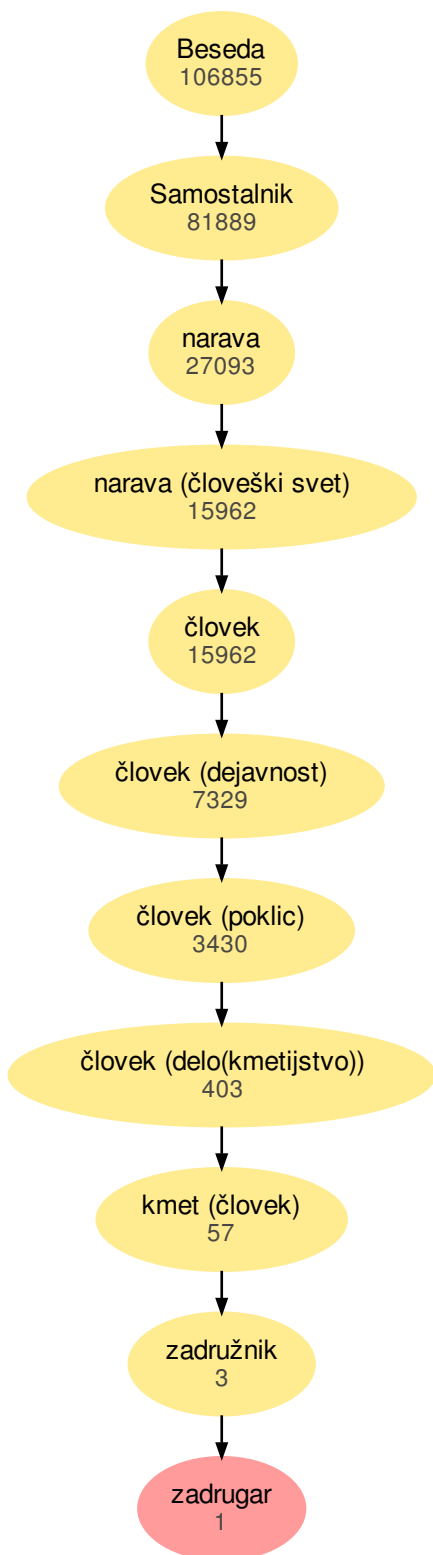 Beseda
106855
Samostalnik
81889
narava
27093
narava (človeški svet)
15962
človek
15962
človek (dejavnost)
7329
človek (poklic)
3430
človek (delo(kmetijstvo))
403
kmet (človek)
57
zadružnik
3
zadrugar
1